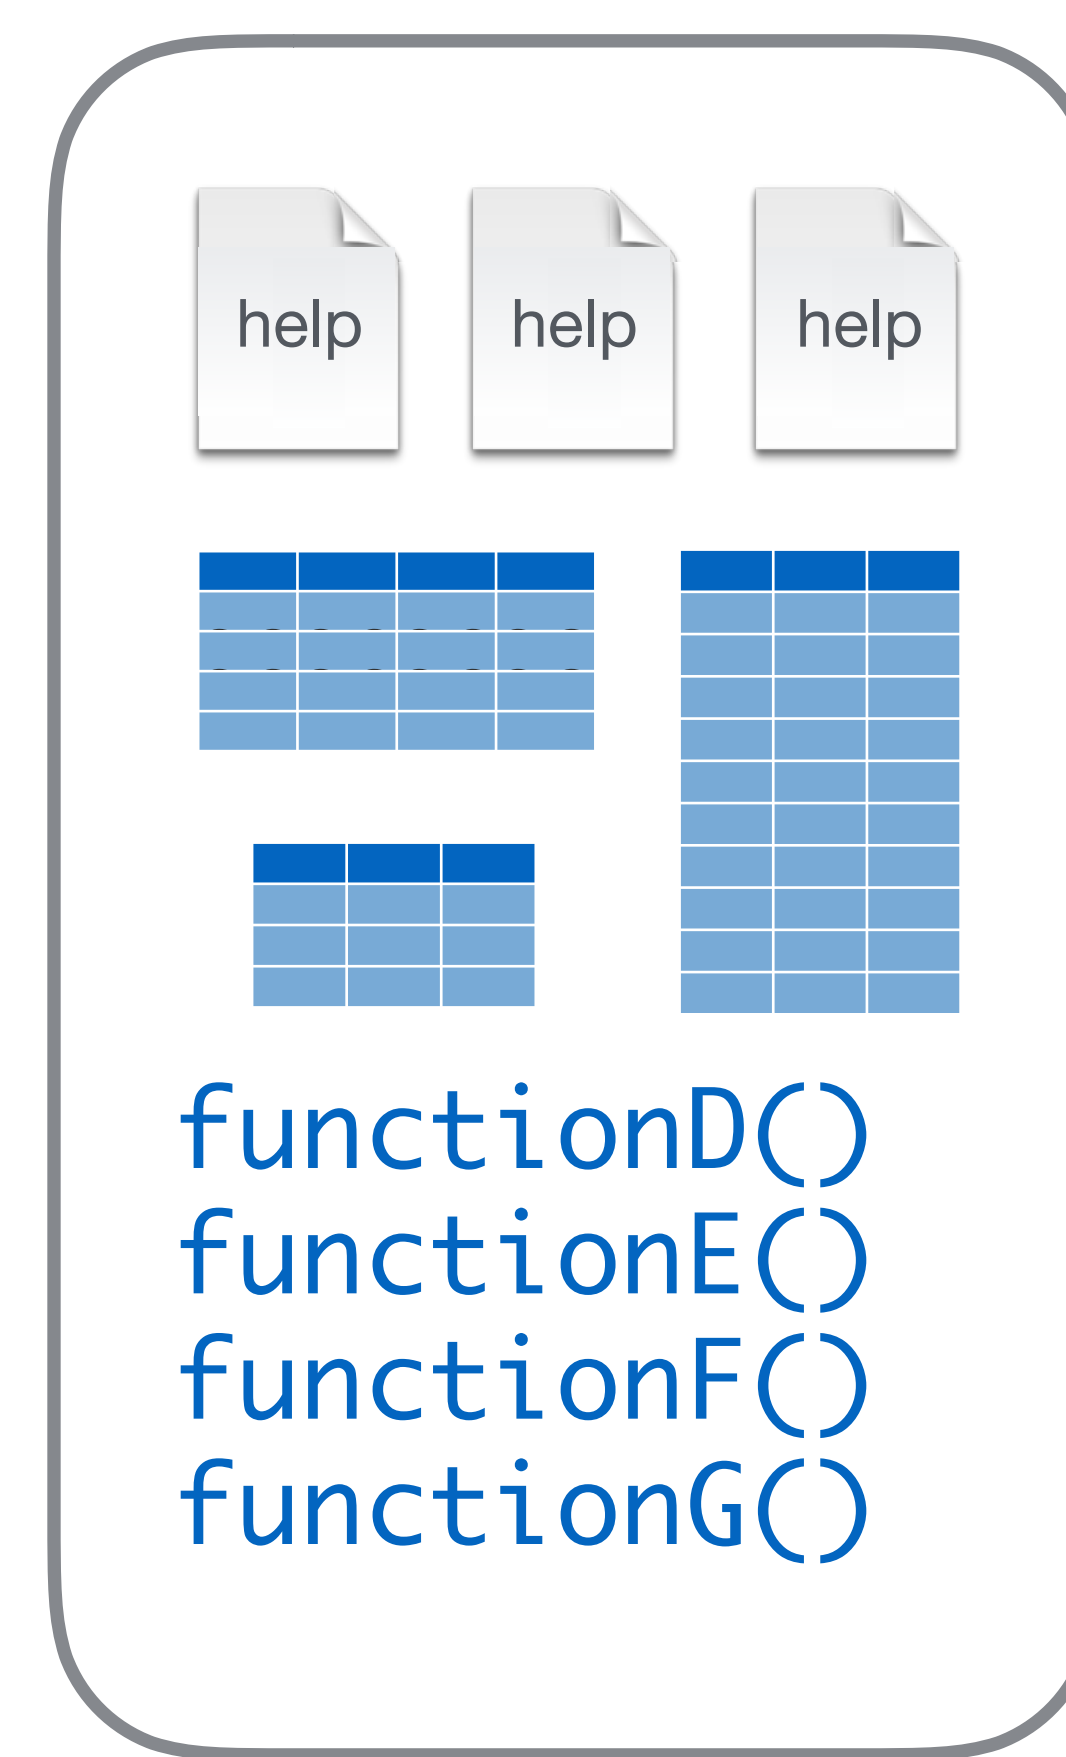 help help help
functionD()
functionE()
functionF()
functionG()